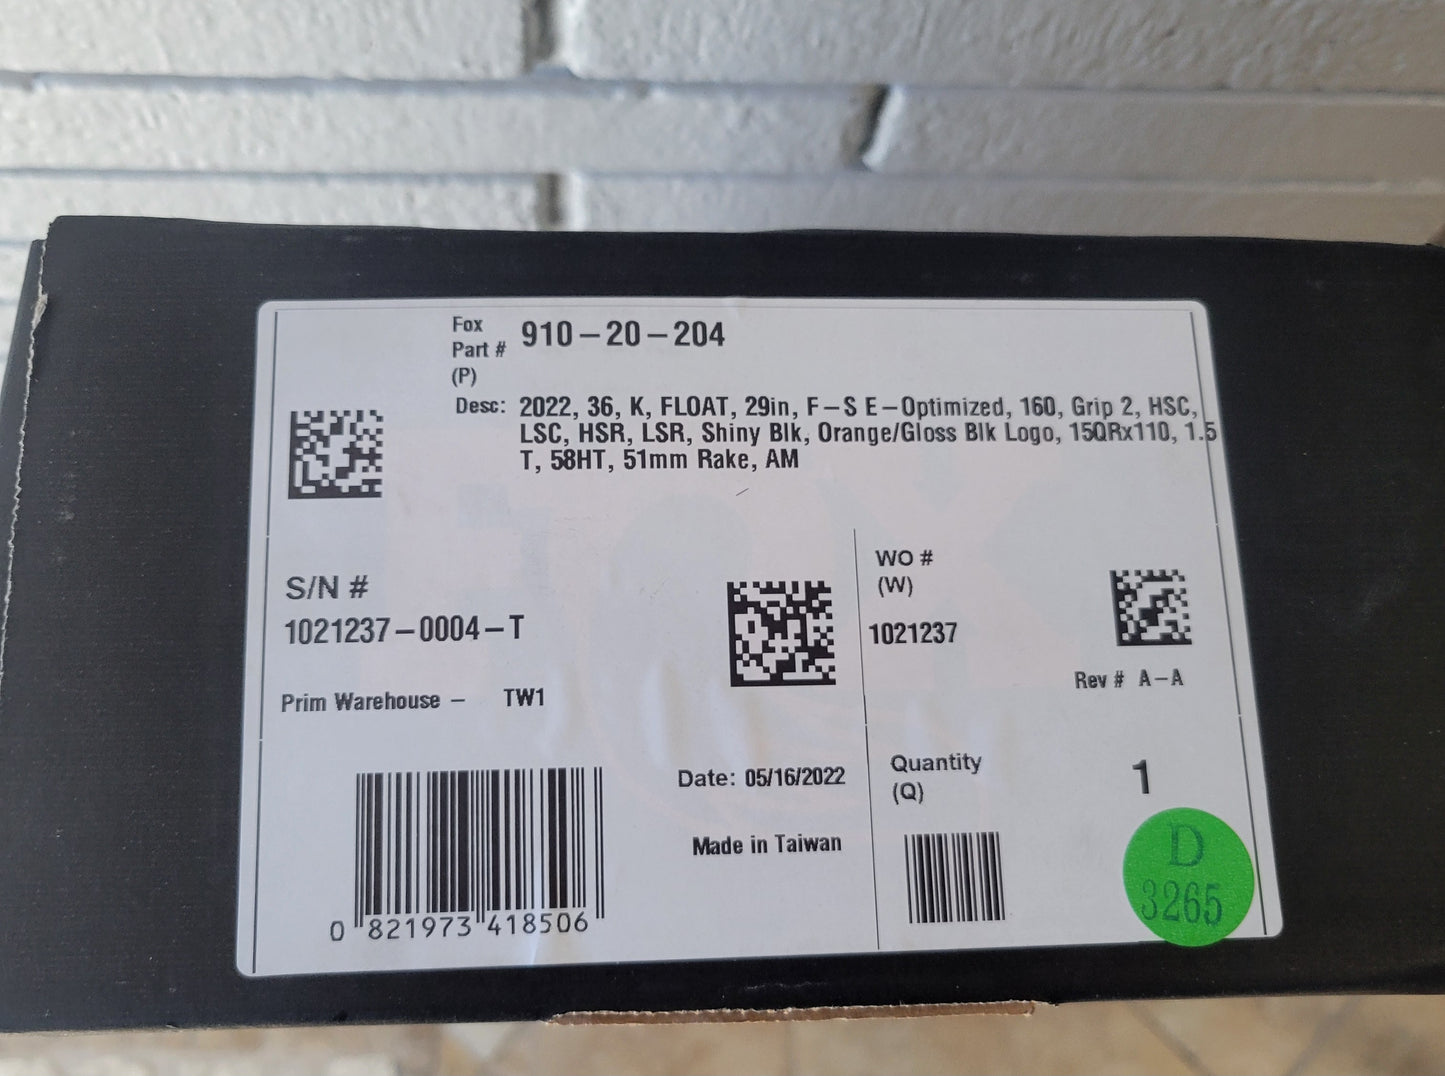 Fox
Part # 910-20-204
(P)
Desc: 2022, 36, K, FLOAT, 29in, F-S E-Optimized, 160, Grip 2, HSC,
LSC, HSR, LSR, Shiny Blk, Orange/Gloss Blk Logo, 15QRx110, 1.5
T, 58HT, 51mm Rake, AM
S/N #
1021237-0004-T
WO #
(W)
1021237
Rev # A-A
Prim Warehouse - TW1
Date: 05/16/2022
Made in Taiwan
Quantity
(Q)
1
0 821973 418506
D
3265